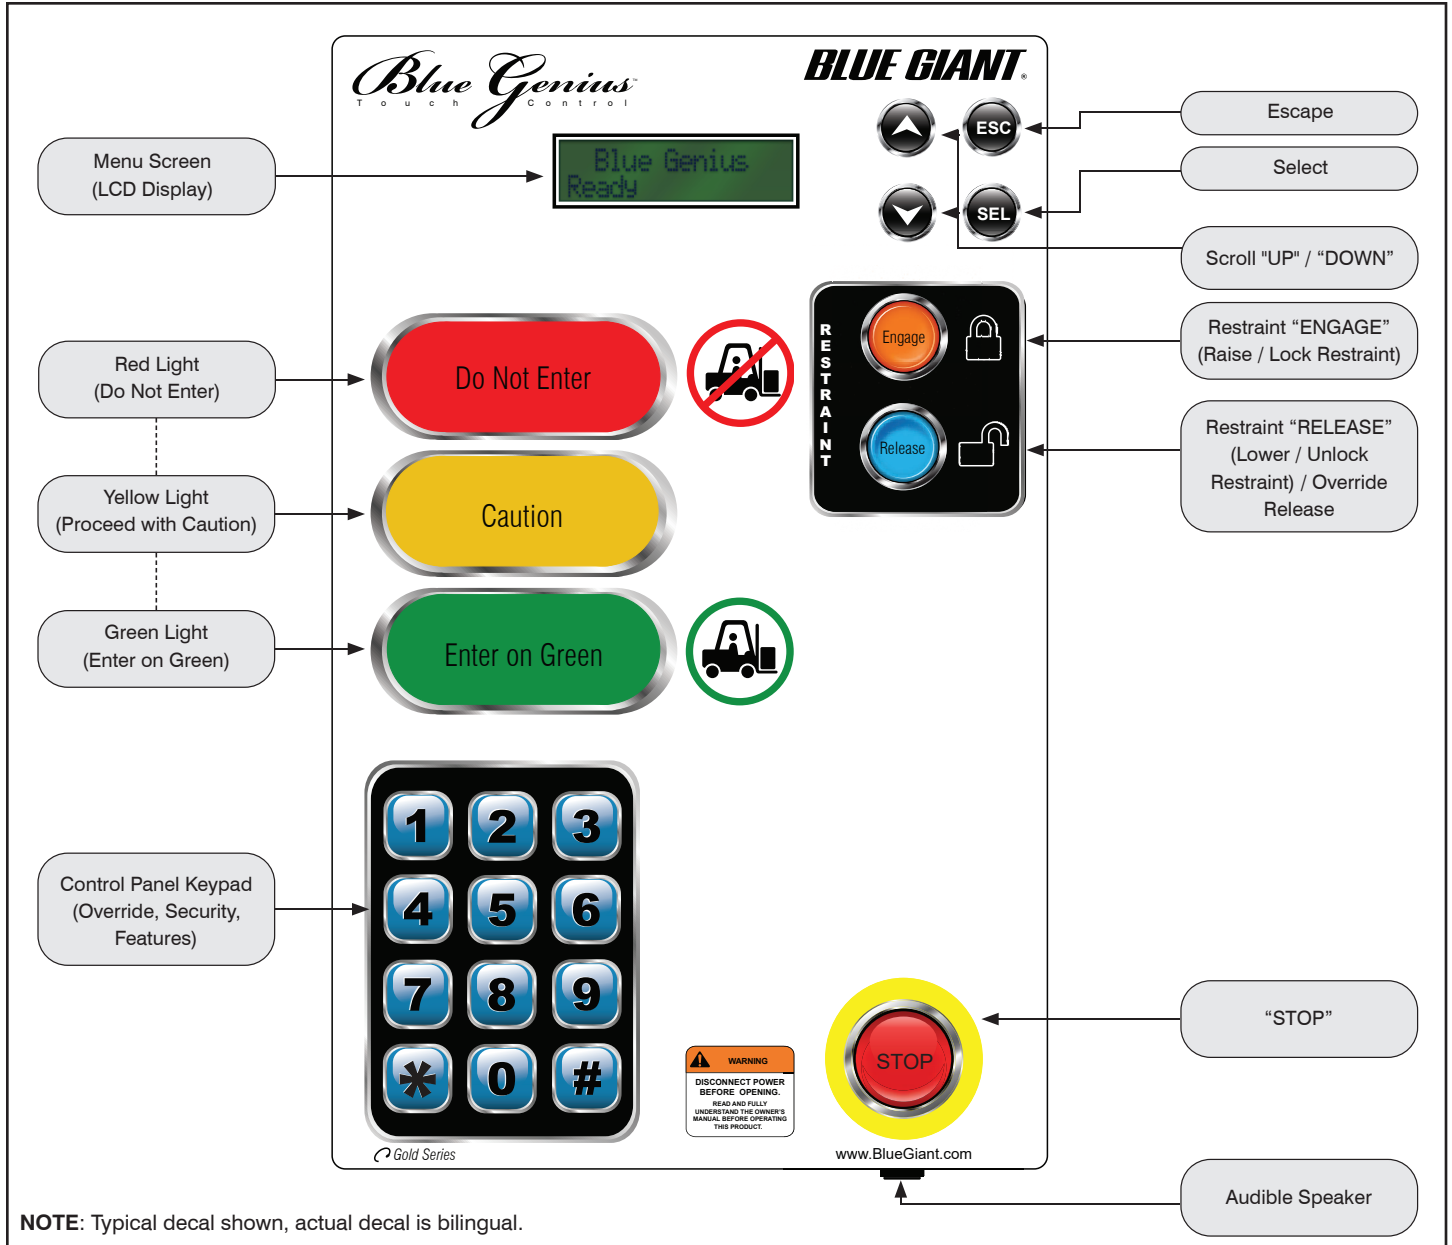 Blue Genius™
Touch Control
BLUE GIANT®
Menu Screen
(LCD Display)
Blue Genius
Ready
ESC
SEL
Escape
Select
Scroll "UP" / “DOWN”
RESTRAINT
Engage
Release
Restraint “ENGAGE”
(Raise / Lock Restraint)
Restraint “RELEASE”
(Lower / Unlock
Restraint) / Override
Release
Red Light
(Do Not Enter)
Do Not Enter
Yellow Light
(Proceed with Caution)
Caution
Green Light
(Enter on Green)
Enter on Green
Control Panel Keypad
(Override, Security,
Features)
1 2 3
4 5 6
7 8 9
* 0 #
Gold Series
WARNING
DISCONNECT POWER
BEFORE OPENING.
READ AND FULLY
UNDERSTAND THE OWNER'S
MANUAL BEFORE OPERATING
THIS PRODUCT.
STOP
“STOP”
www.BlueGiant.com
Audible Speaker
NOTE: Typical decal shown, actual decal is bilingual.